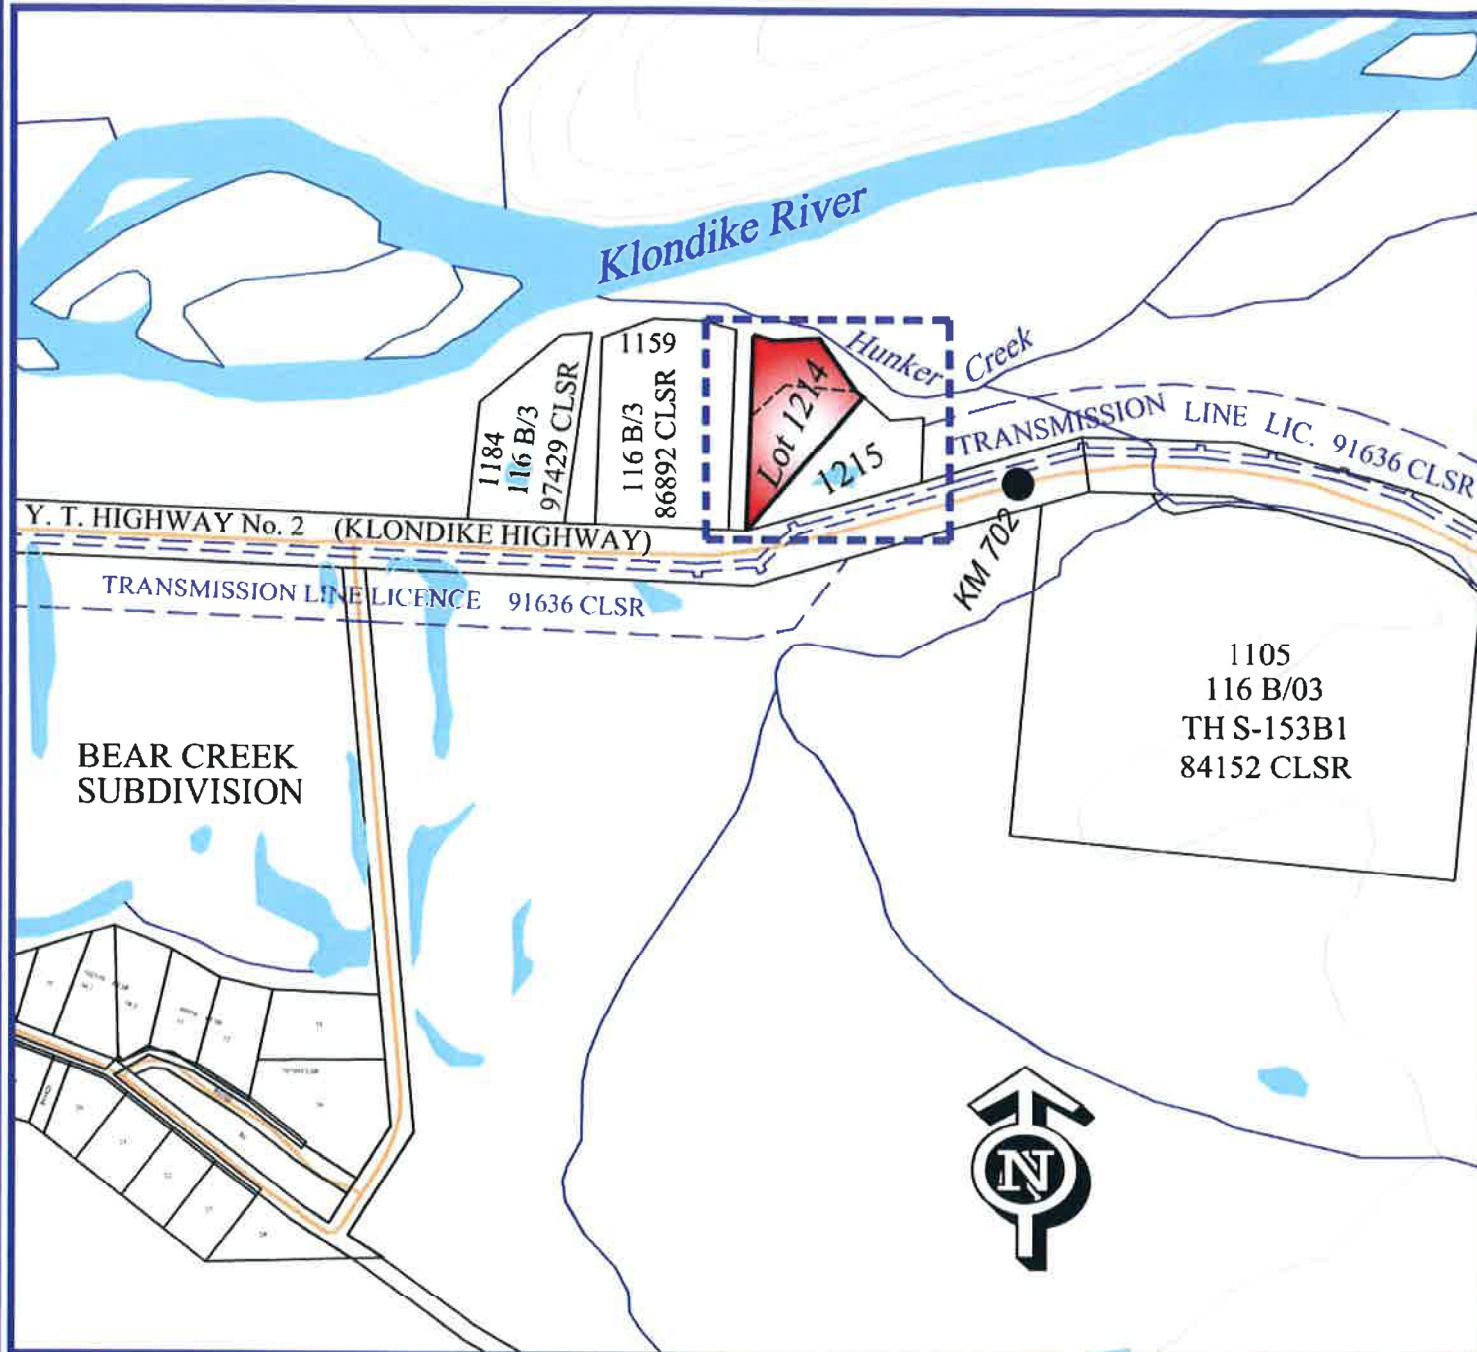 Klondike River
Hunker Creek
1159
116 B/3
86892 CLSR
1184
116 B/3
97429 CLSR
Lot 1214
1215
TRANSMISSION LINE LIC. 91636 CLSR
Y. T. HIGHWAY No. 2 (KLONDIKE HIGHWAY)
KM 702
TRANSMISSION LINE LICENCE 91636 CLSR
1105
116 B/03
TH S-153B1
84152 CLSR
BEAR CREEK
SUBDIVISION
N